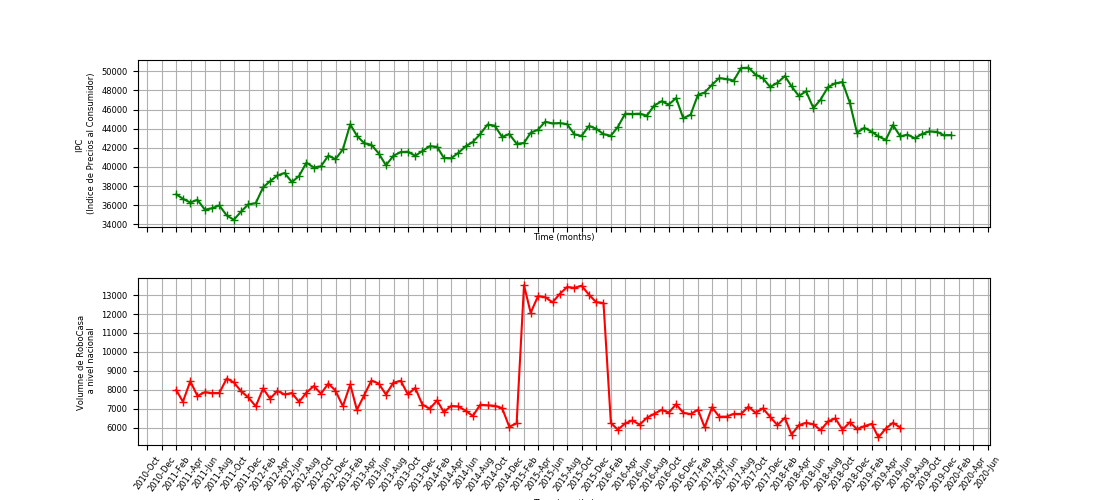 IPC
(Indice de Precios al Consumidor)
50000
48000
46000
44000
42000
40000
38000
36000
34000
Time (months)
Volumne de RoboCasa
a nivel nacional
13000
12000
11000
10000
9000
8000
7000
6000
2010-Oct
2010-Dec
2011-Feb
2011-Apr
2011-Jun
2011-Aug
2011-Oct
2011-Dec
2012-Feb
2012-Apr
2012-Jun
2012-Aug
2012-Oct
2012-Dec
2013-Feb
2013-Apr
2013-Jun
2013-Aug
2013-Oct
2013-Dec
2014-Feb
2014-Apr
2014-Jun
2014-Aug
2014-Oct
2014-Dec
2015-Feb
2015-Apr
2015-Jun
2015-Aug
2015-Oct
2015-Dec
2016-Feb
2016-Apr
2016-Jun
2016-Aug
2016-Oct
2016-Dec
2017-Feb
2017-Apr
2017-Jun
2017-Aug
2017-Oct
2017-Dec
2018-Feb
2018-Apr
2018-Jun
2018-Aug
2018-Oct
2018-Dec
2019-Feb
2019-Apr
2019-Jun
2019-Aug
2019-Oct
2019-Dec
2020-Feb
2020-Apr
2020-Jun